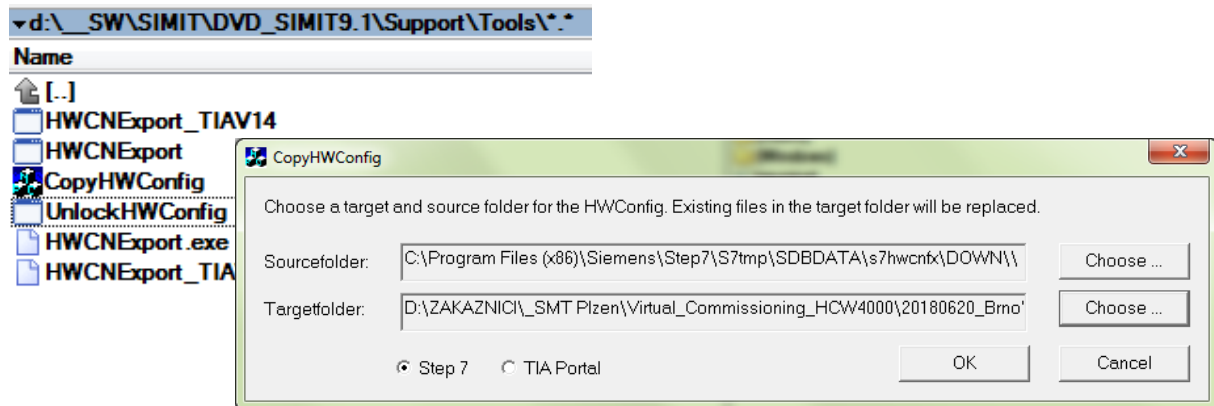 d:\__SW\SIMIT\DVD_SIMIT9.1\Support\Tools\*.*
Name
[..]
HWCNExport_TIAV14
HWCNExport
CopyHWConfig
UnlockHWConfig
HWCNExport.exe
HWCNExport_TIA
CopyHWConfig
Choose a target and source folder for the HWConfig. Existing files in the target folder will be replaced.
Sourcefolder:
C:\Program Files (x86)\Siemens\Step7\S7tmp\SDBDATA\s7hwcnfx\DOWN\\
Choose ...
Targetfolder:
D:\ZAKAZNICI\_SMT Plzen\Virtual_Commissioning_HCW4000\20180620_Brno\
Choose ...
Step 7
TIA Portal
OK
Cancel